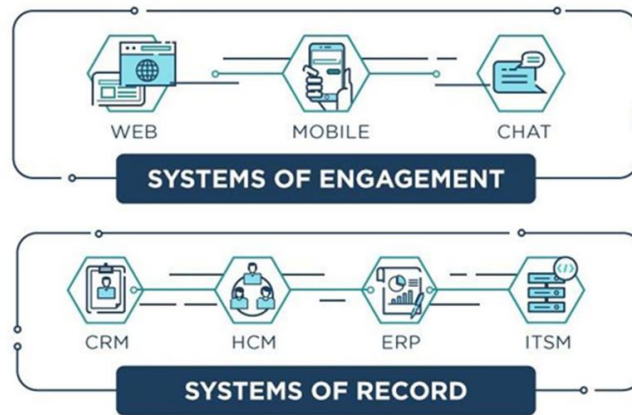 WEB MOBILE CHAT
SYSTEMS OF ENGAGEMENT
</>
CRM HCM ERP ITSM
SYSTEMS OF RECORD